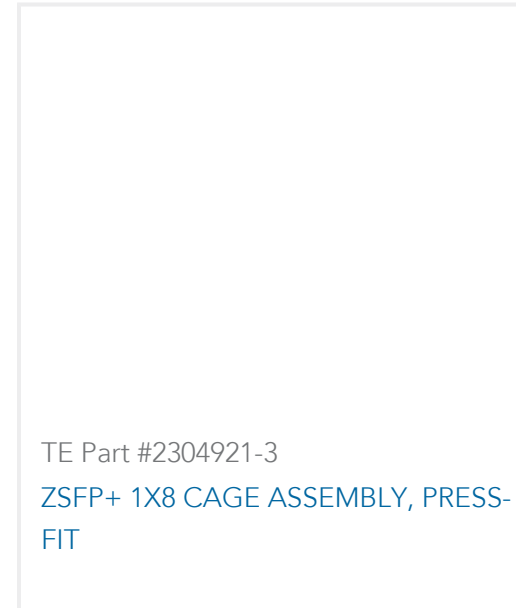 TE Part #2304921-3
ZSFP+ 1X8 CAGE ASSEMBLY, PRESS-
FIT